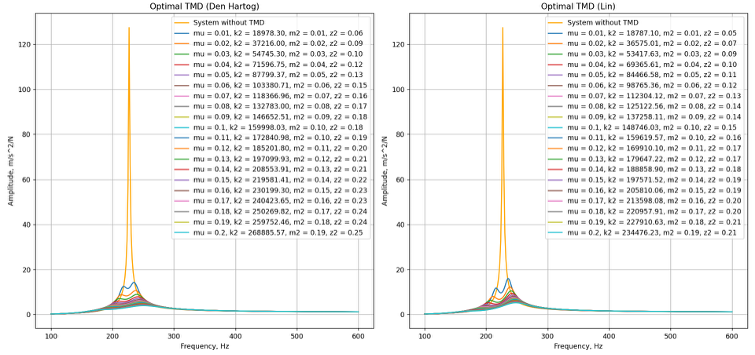 Optimal TMD (Den Hartog)
System without TMD
mu = 0.01, k2 = 18978.30, m2 = 0.01, z2 = 0.06
mu = 0.02, k2 = 37216.00, m2 = 0.02, z2 = 0.09
mu = 0.03, k2 = 54745.30, m2 = 0.03, z2 = 0.10
mu = 0.04, k2 = 71596.75, m2 = 0.04, z2 = 0.12
mu = 0.05, k2 = 87799.37, m2 = 0.05, z2 = 0.13
mu = 0.06, k2 = 103380.71, m2 = 0.06, z2 = 0.15
mu = 0.07, k2 = 118366.96, m2 = 0.07, z2 = 0.16
mu = 0.08, k2 = 132783.00, m2 = 0.08, z2 = 0.17
mu = 0.09, k2 = 146652.51, m2 = 0.09, z2 = 0.18
mu = 0.1, k2 = 159998.03, m2 = 0.10, z2 = 0.18
mu = 0.11, k2 = 172840.98, m2 = 0.10, z2 = 0.19
mu = 0.12, k2 = 185201.80, m2 = 0.11, z2 = 0.20
mu = 0.13, k2 = 197099.93, m2 = 0.12, z2 = 0.21
mu = 0.14, k2 = 208553.91, m2 = 0.13, z2 = 0.21
mu = 0.15, k2 = 219581.41, m2 = 0.14, z2 = 0.22
mu = 0.16, k2 = 230199.30, m2 = 0.15, z2 = 0.23
mu = 0.17, k2 = 240423.65, m2 = 0.16, z2 = 0.23
mu = 0.18, k2 = 250269.82, m2 = 0.17, z2 = 0.24
mu = 0.19, k2 = 259752.46, m2 = 0.18, z2 = 0.24
mu = 0.2, k2 = 268885.57, m2 = 0.19, z2 = 0.25
Amplitude, m/s^2/N
120
100
80
60
40
20
0
100
200
300
400
500
600
Frequency, Hz
Optimal TMD (Lin)
System without TMD
mu = 0.01, k2 = 18787.10, m2 = 0.01, z2 = 0.05
mu = 0.02, k2 = 36575.01, m2 = 0.02, z2 = 0.07
mu = 0.03, k2 = 53417.63, m2 = 0.03, z2 = 0.09
mu = 0.04, k2 = 69365.61, m2 = 0.04, z2 = 0.10
mu = 0.05, k2 = 84466.58, m2 = 0.05, z2 = 0.11
mu = 0.06, k2 = 98765.36, m2 = 0.06, z2 = 0.12
mu = 0.07, k2 = 112304.12, m2 = 0.07, z2 = 0.13
mu = 0.08, k2 = 125122.56, m2 = 0.08, z2 = 0.14
mu = 0.09, k2 = 137258.11, m2 = 0.09, z2 = 0.14
mu = 0.1, k2 = 148746.03, m2 = 0.10, z2 = 0.15
mu = 0.11, k2 = 159619.57, m2 = 0.10, z2 = 0.16
mu = 0.12, k2 = 169910.10, m2 = 0.11, z2 = 0.17
mu = 0.13, k2 = 179647.22, m2 = 0.12, z2 = 0.17
mu = 0.14, k2 = 188858.90, m2 = 0.13, z2 = 0.18
mu = 0.15, k2 = 197571.52, m2 = 0.14, z2 = 0.19
mu = 0.16, k2 = 205810.06, m2 = 0.15, z2 = 0.19
mu = 0.17, k2 = 213598.08, m2 = 0.16, z2 = 0.20
mu = 0.18, k2 = 220957.91, m2 = 0.17, z2 = 0.20
mu = 0.19, k2 = 227910.63, m2 = 0.18, z2 = 0.21
mu = 0.2, k2 = 234476.23, m2 = 0.19, z2 = 0.21
Amplitude, m/s^2/N
120
100
80
60
40
20
0
100
200
300
400
500
600
Frequency, Hz